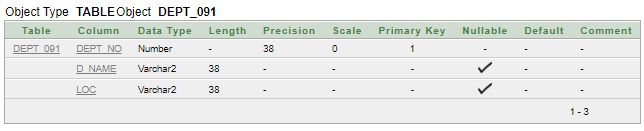 Object Type TABLE Object DEPT_091
Table Column Data Type Length Precision Scale Primary Key Nullable Default Comment
DEPT_091 DEPT_NO Number - 38 0 1 - - -
D_NAME Varchar2 38 - - - ✓ - -
LOC Varchar2 38 - - - ✓ - -
1 - 3